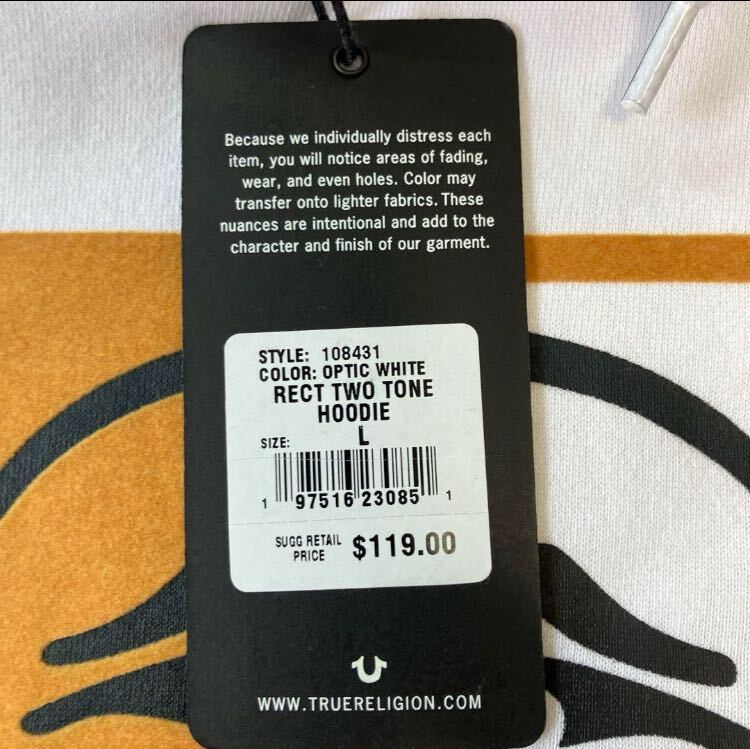 Because we individually distress each
item, you will notice areas of fading,
wear, and even holes. Color may
transfer onto lighter fabrics. These
nuances are intentional and add to the
character and finish of our garment.
STYLE: 108431
COLOR: OPTIC WHITE
RECT TWO TONE
HOODIE
SIZE: L
1 97516 23085 1
SUGG RETAIL
PRICE $119.00
WWW.TRUERELIGION.COM